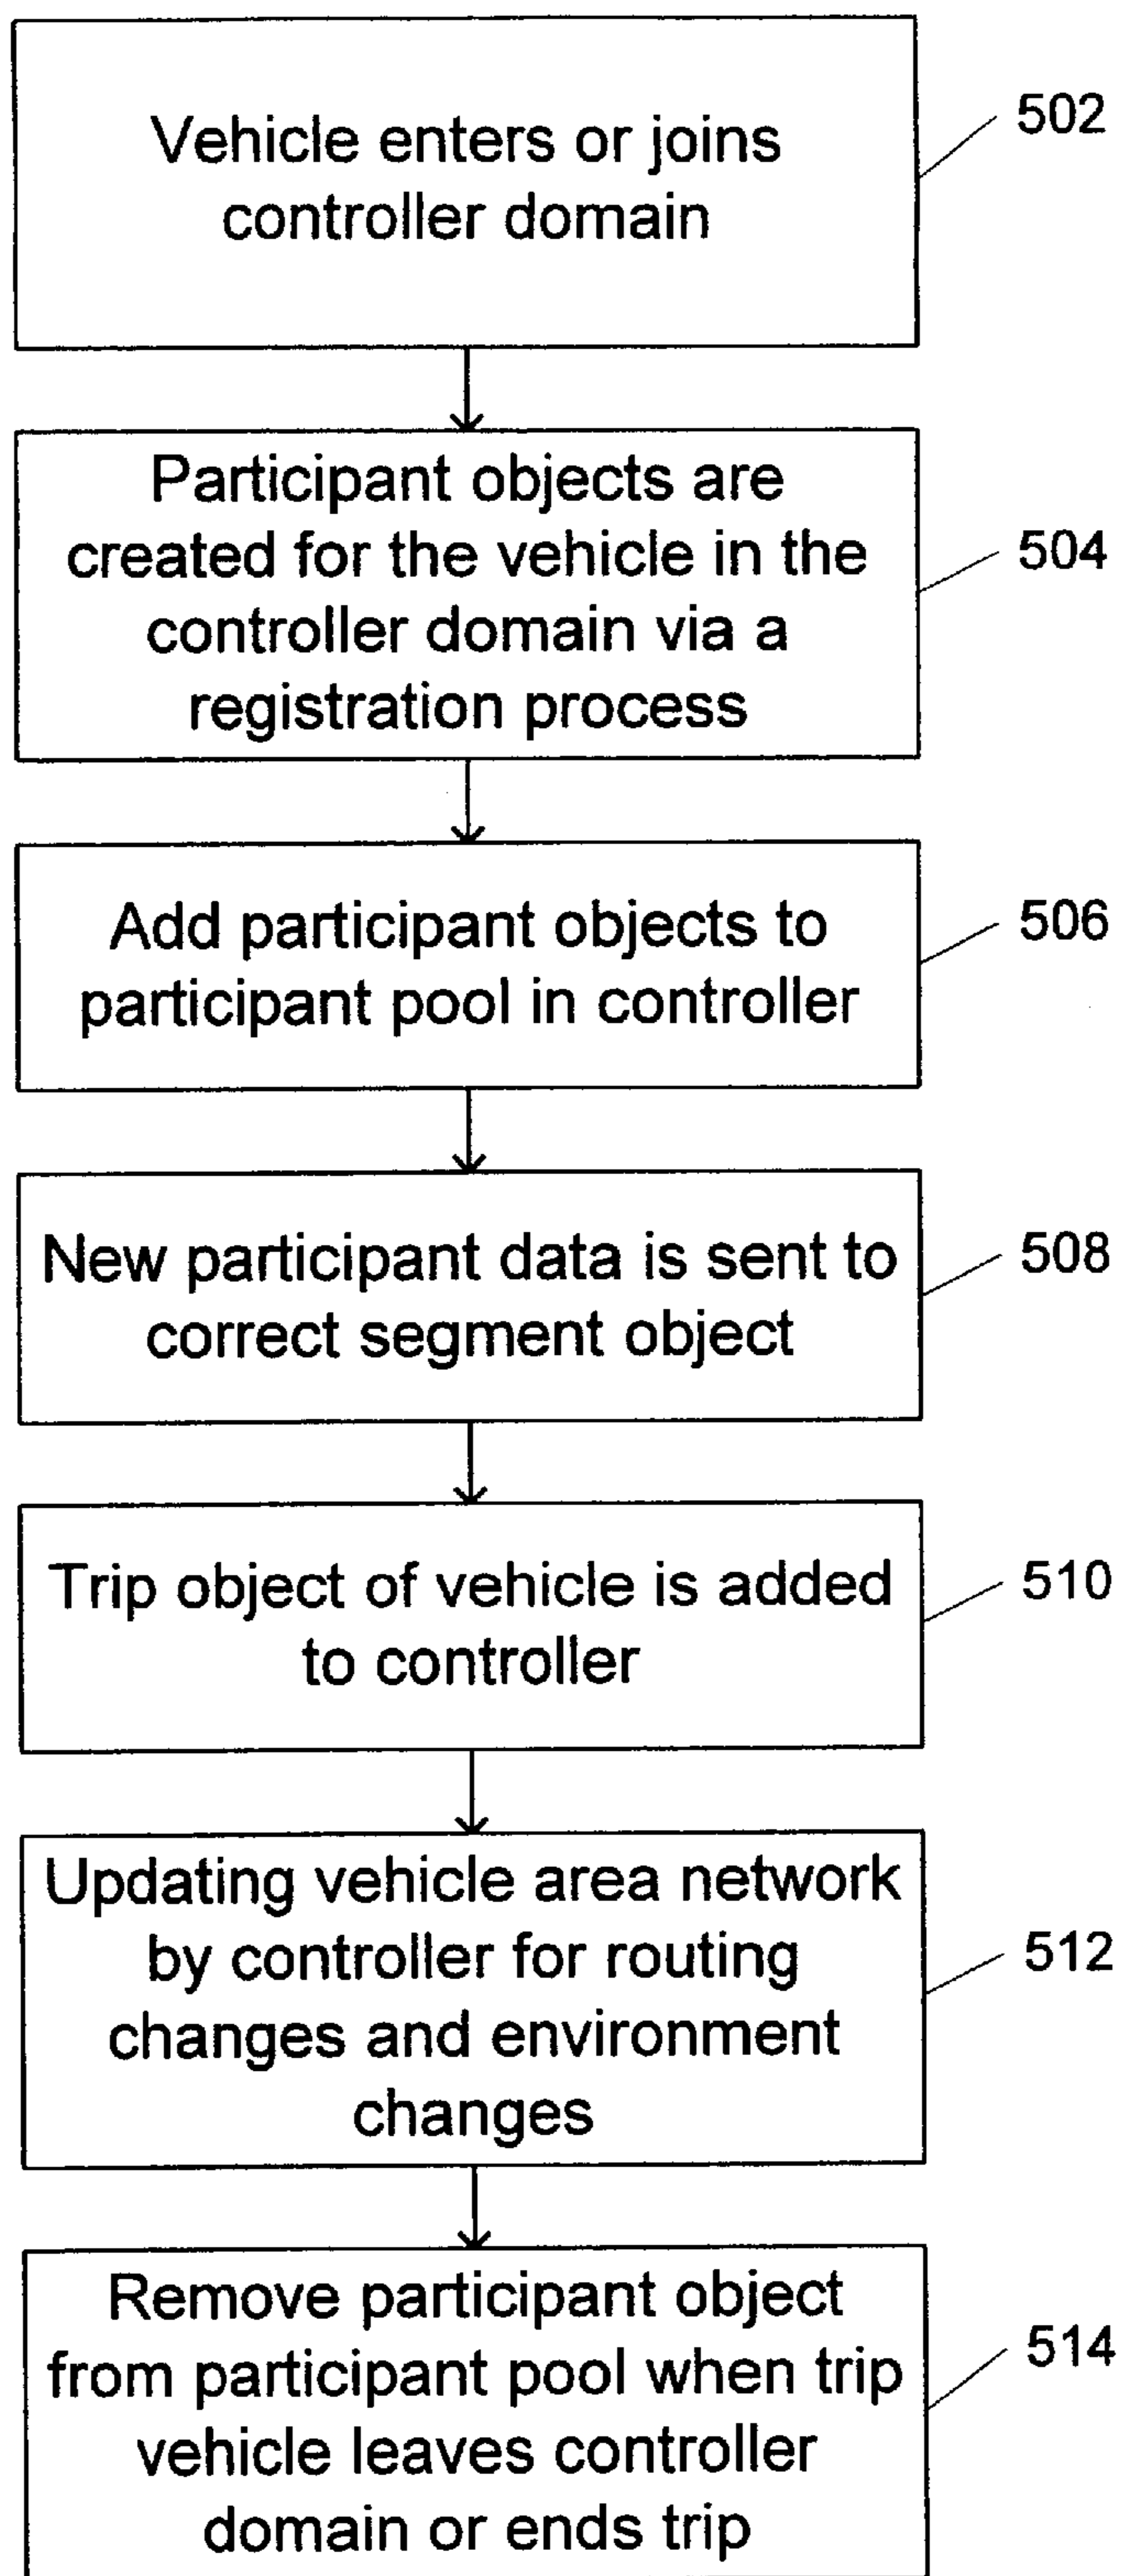 Vehicle enters or joins
controller domain
502
Participant objects are
created for the vehicle in the
controller domain via a
registration process
504
Add participant objects to
participant pool in controller
506
New participant data is sent to
correct segment object
508
Trip object of vehicle is added
to controller
510
Updating vehicle area network
by controller for routing
changes and environment
changes
512
Remove participant object
from participant pool when trip
vehicle leaves controller
domain or ends trip
514